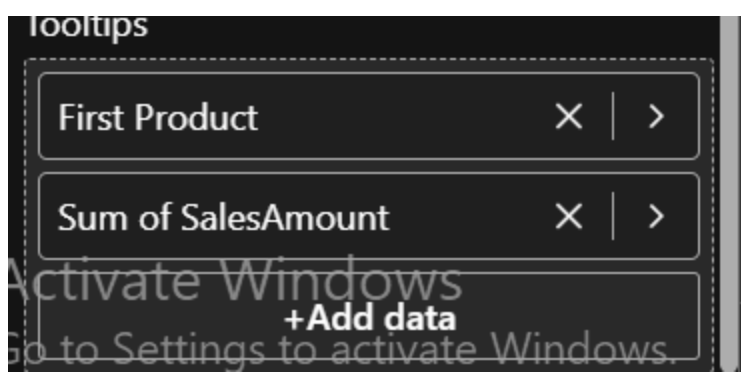 Tooltips
First Product
Sum of SalesAmount
Activate Windows
+Add data
Go to Settings to activate Windows.